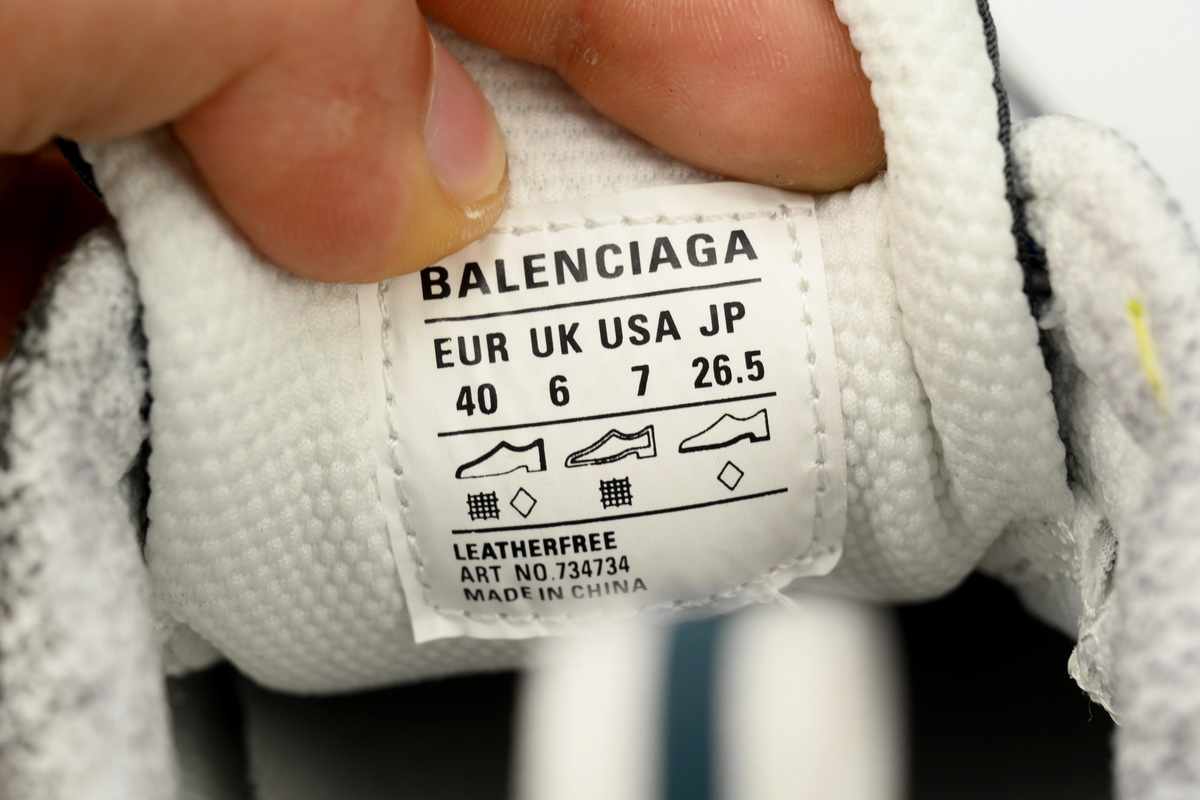 BALENCIAGA
EUR UK USA JP
40 6 7 26.5
LEATHERFREE
ART NO.734734
MADE IN CHINA